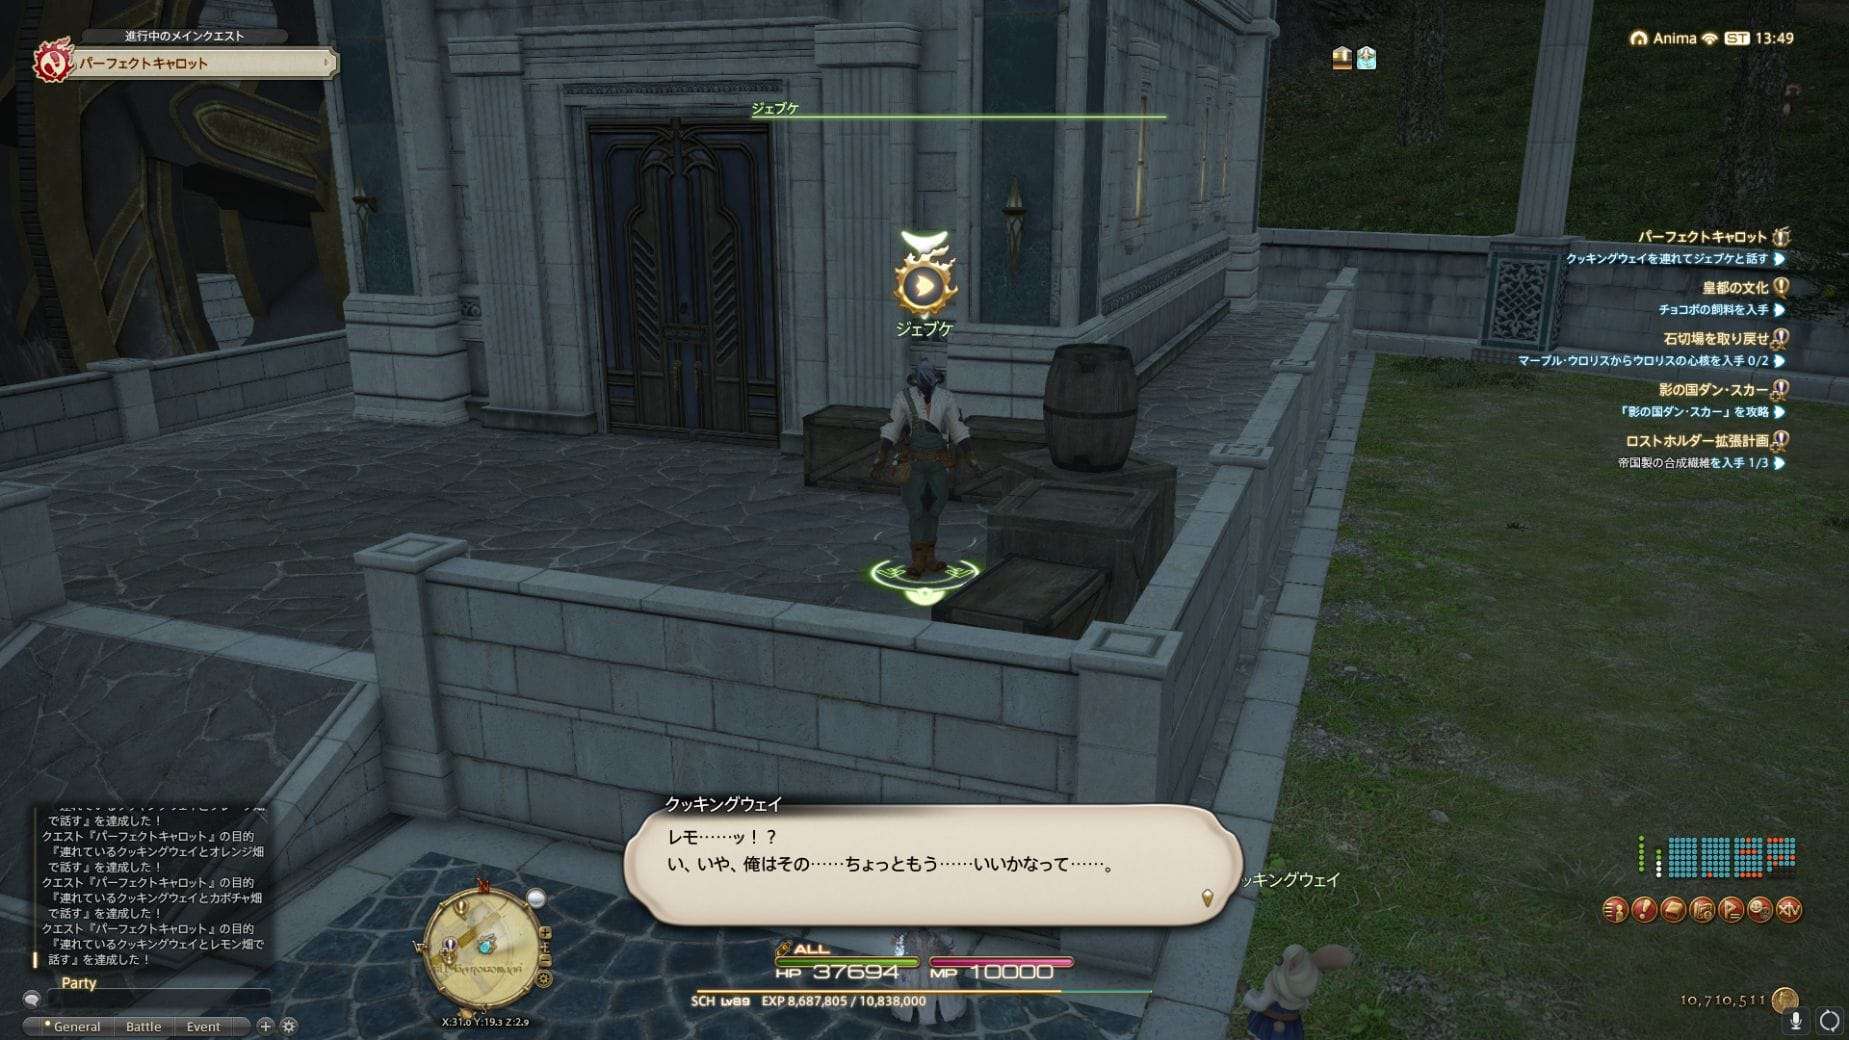 進行中のメインクエスト
パーフェクトキャロット
Anima ST 13:49
ジェブケ
ジェブケ
パーフェクトキャロット
クッキングウェイを連れてジェブケと話す
皇都の文化
チョコボの飼料を入手
石切場を取り戻せ
マーブル・ウロリスからウロリスの心核を入手 0/2
影の国ダン・スカー
「影の国ダン・スカー」を攻略
ロストホルダー拡張計画
帝国製の合成繊維を入手 1/3
で話す』を達成した！
クエスト『パーフェクトキャロット』の目的
『連れているクッキングウェイとオレンジ畑
で話す』を達成した！
クエスト『パーフェクトキャロット』の目的
『連れているクッキングウェイとカボチャ畑
で話す』を達成した！
クエスト『パーフェクトキャロット』の目的
『連れているクッキングウェイとレモン畑で
話す』を達成した！
Party
General Battle Event
N
X:31.0 Y:19.3 Z:2.9
クッキングウェイ
レモ……ッ！？
い、いや、俺はその……ちょっともう……いいかなって……。
ッキングウェイ
ALL
HP 37694 MP 10000
SCH Lv89 EXP 8,687,805 / 10,838,000
XIV
10,710,511